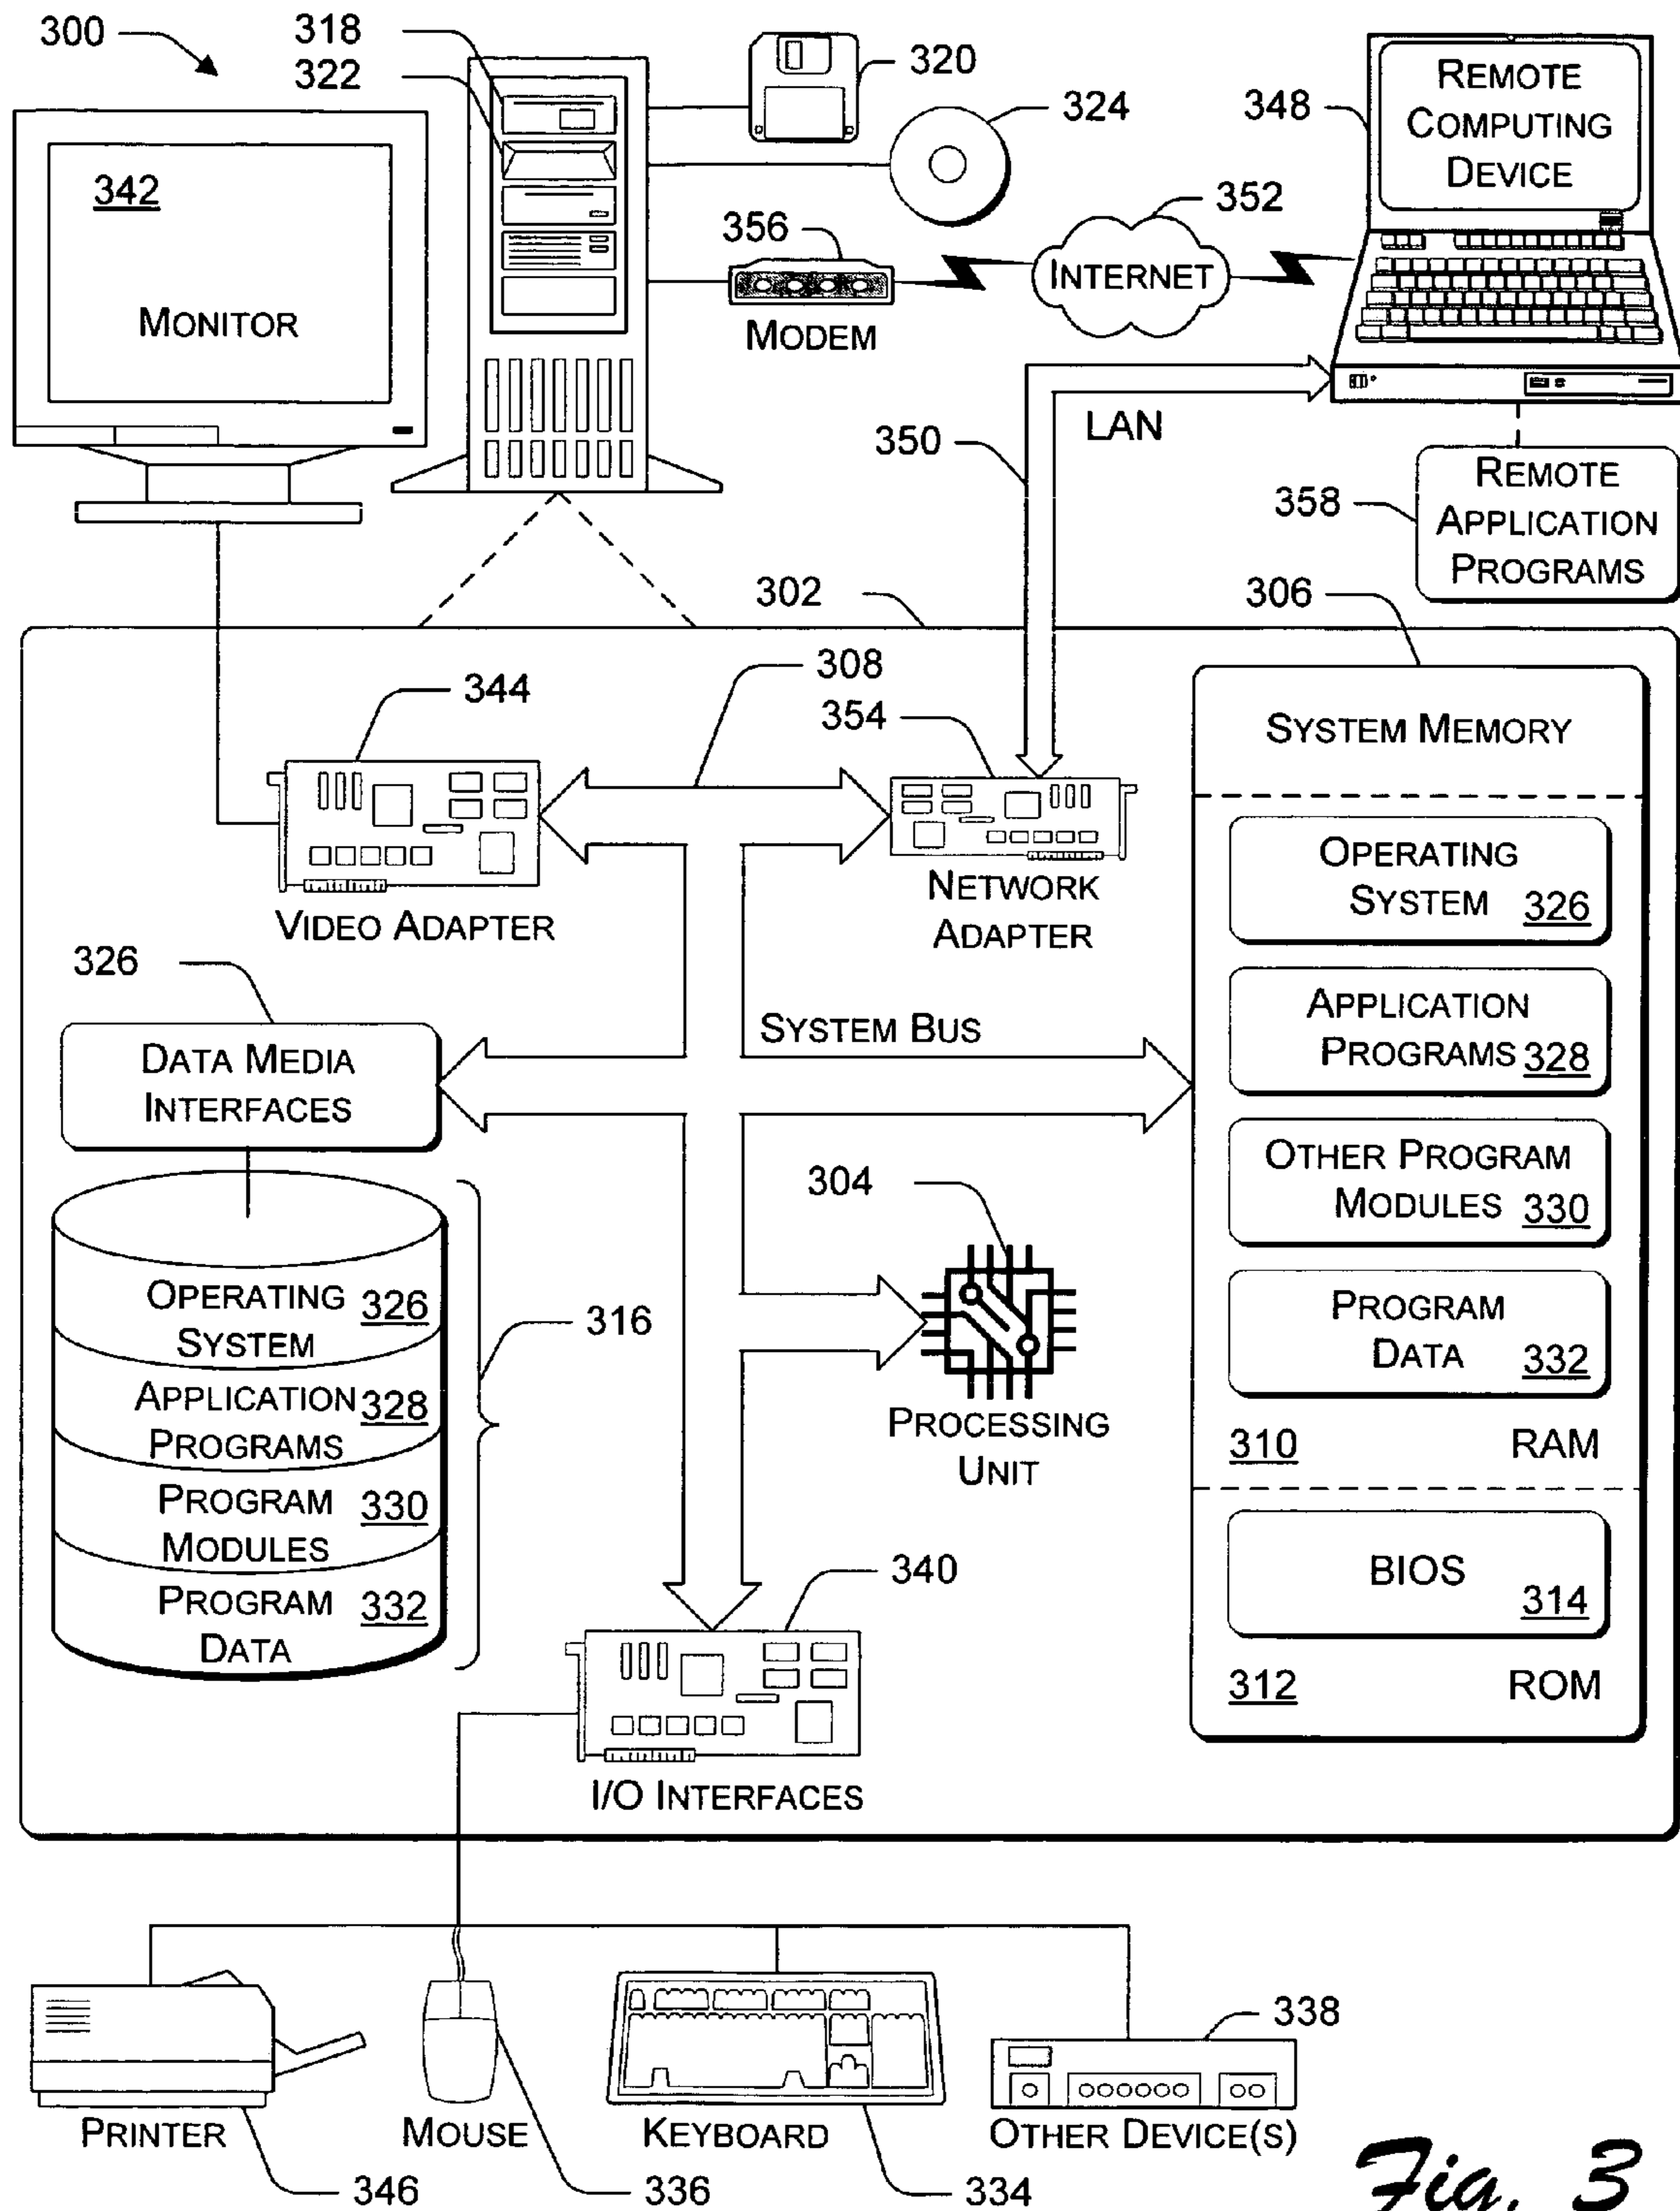 300
318
322
320
324
348
REMOTE
COMPUTING
DEVICE
342
MONITOR
356
MODEM
352
INTERNET
LAN
350
358
REMOTE
APPLICATION
PROGRAMS
302
306
308
344
354
VIDEO ADAPTER
NETWORK
ADAPTER
SYSTEM MEMORY
OPERATING
SYSTEM 326
APPLICATION
PROGRAMS 328
OTHER PROGRAM
MODULES 330
PROGRAM
DATA 332
310 RAM
BIOS
314
312 ROM
326
DATA MEDIA
INTERFACES
SYSTEM BUS
OPERATING 326
SYSTEM
APPLICATION 328
PROGRAMS
PROGRAM 330
MODULES
PROGRAM 332
DATA
316
304
PROCESSING
UNIT
340
I/O INTERFACES
PRINTER
346
MOUSE
336
KEYBOARD
334
338
OTHER DEVICE(S)
Fig. 3